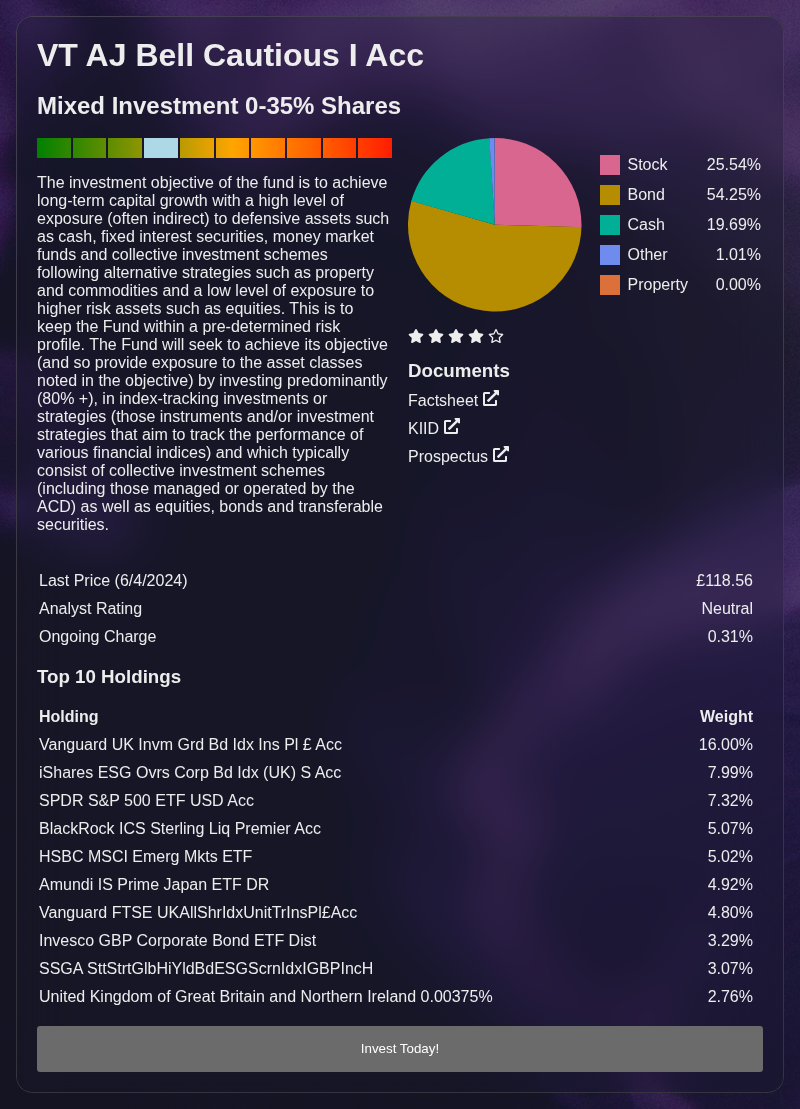 VT AJ Bell Cautious I Acc
Mixed Investment 0-35% Shares
The investment objective of the fund is to achieve
long-term capital growth with a high level of
exposure (often indirect) to defensive assets such
as cash, fixed interest securities, money market
funds and collective investment schemes
following alternative strategies such as property
and commodities and a low level of exposure to
higher risk assets such as equities. This is to
keep the Fund within a pre-determined risk
profile. The Fund will seek to achieve its objective
(and so provide exposure to the asset classes
noted in the objective) by investing predominantly
(80% +), in index-tracking investments or
strategies (those instruments and/or investment
strategies that aim to track the performance of
various financial indices) and which typically
consist of collective investment schemes
(including those managed or operated by the
ACD) as well as equities, bonds and transferable
securities.
Stock 25.54%
Bond 54.25%
Cash 19.69%
Other 1.01%
Property 0.00%
Documents
Factsheet
KIID
Prospectus
Last Price (6/4/2024) £118.56
Analyst Rating Neutral
Ongoing Charge 0.31%
Top 10 Holdings
Holding Weight
Vanguard UK Invm Grd Bd Idx Ins Pl £ Acc 16.00%
iShares ESG Ovrs Corp Bd Idx (UK) S Acc 7.99%
SPDR S&P 500 ETF USD Acc 7.32%
BlackRock ICS Sterling Liq Premier Acc 5.07%
HSBC MSCI Emerg Mkts ETF 5.02%
Amundi IS Prime Japan ETF DR 4.92%
Vanguard FTSE UKAllShrIdxUnitTrInsPl£Acc 4.80%
Invesco GBP Corporate Bond ETF Dist 3.29%
SSGA SttStrtGlbHiYldBdESGScrnIdxIGBPIncH 3.07%
United Kingdom of Great Britain and Northern Ireland 0.00375% 2.76%
Invest Today!